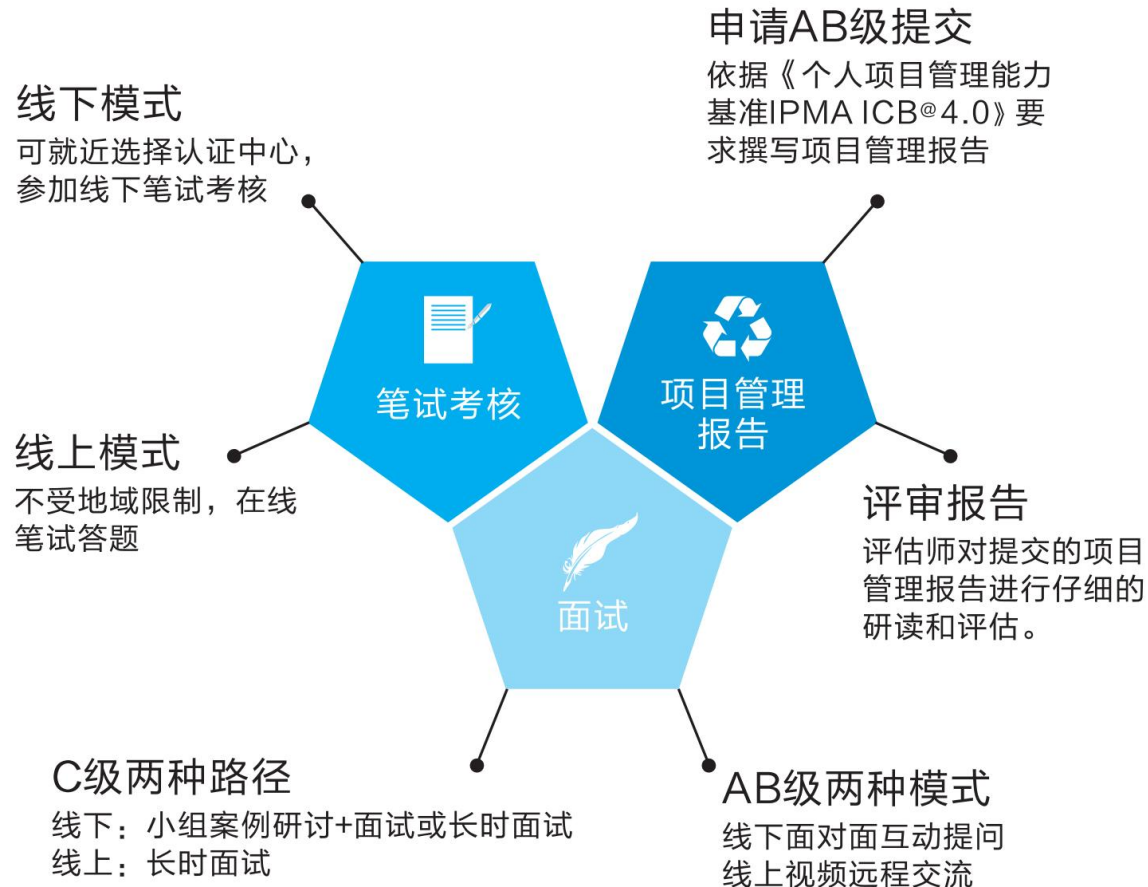 申请AB级提交
依据《个人项目管理能力
基准IPMA ICB@4.0》要
求撰写项目管理报告
线下模式
可就近选择认证中心，
参加线下笔试考核
笔试考核
项目管理
报告
线上模式
不受地域限制，在线
笔试答题
评审报告
评估师对提交的项目
管理报告进行仔细的
研读和评估。
面试
C级两种路径
线下：小组案例研讨+面试或长时面试
线上：长时面试
AB级两种模式
线下面对面互动提问
线上视频远程交流